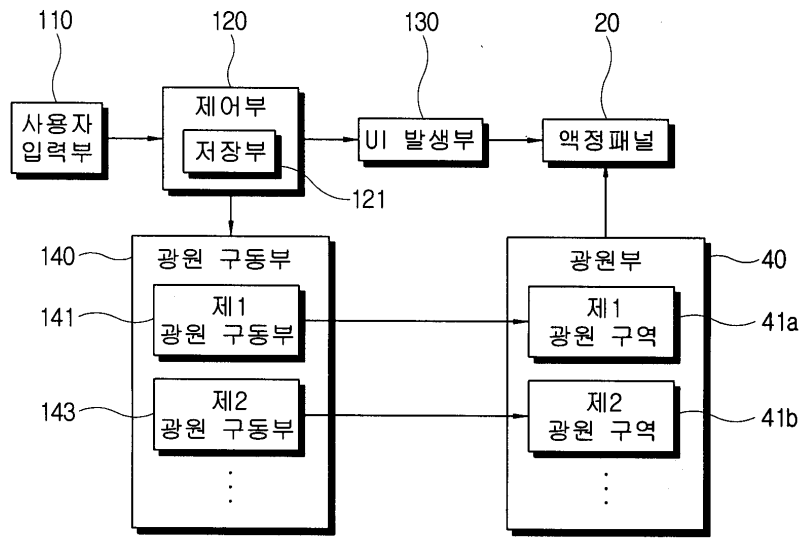 110
120
130
20
사용자
입력부
제어부
저장부
121
UI 발생부
액정패널
140
광원 구동부
141
제1
광원 구동부
143
제2
광원 구동부
광원부
40
제1
광원 구역
41a
제2
광원 구역
41b